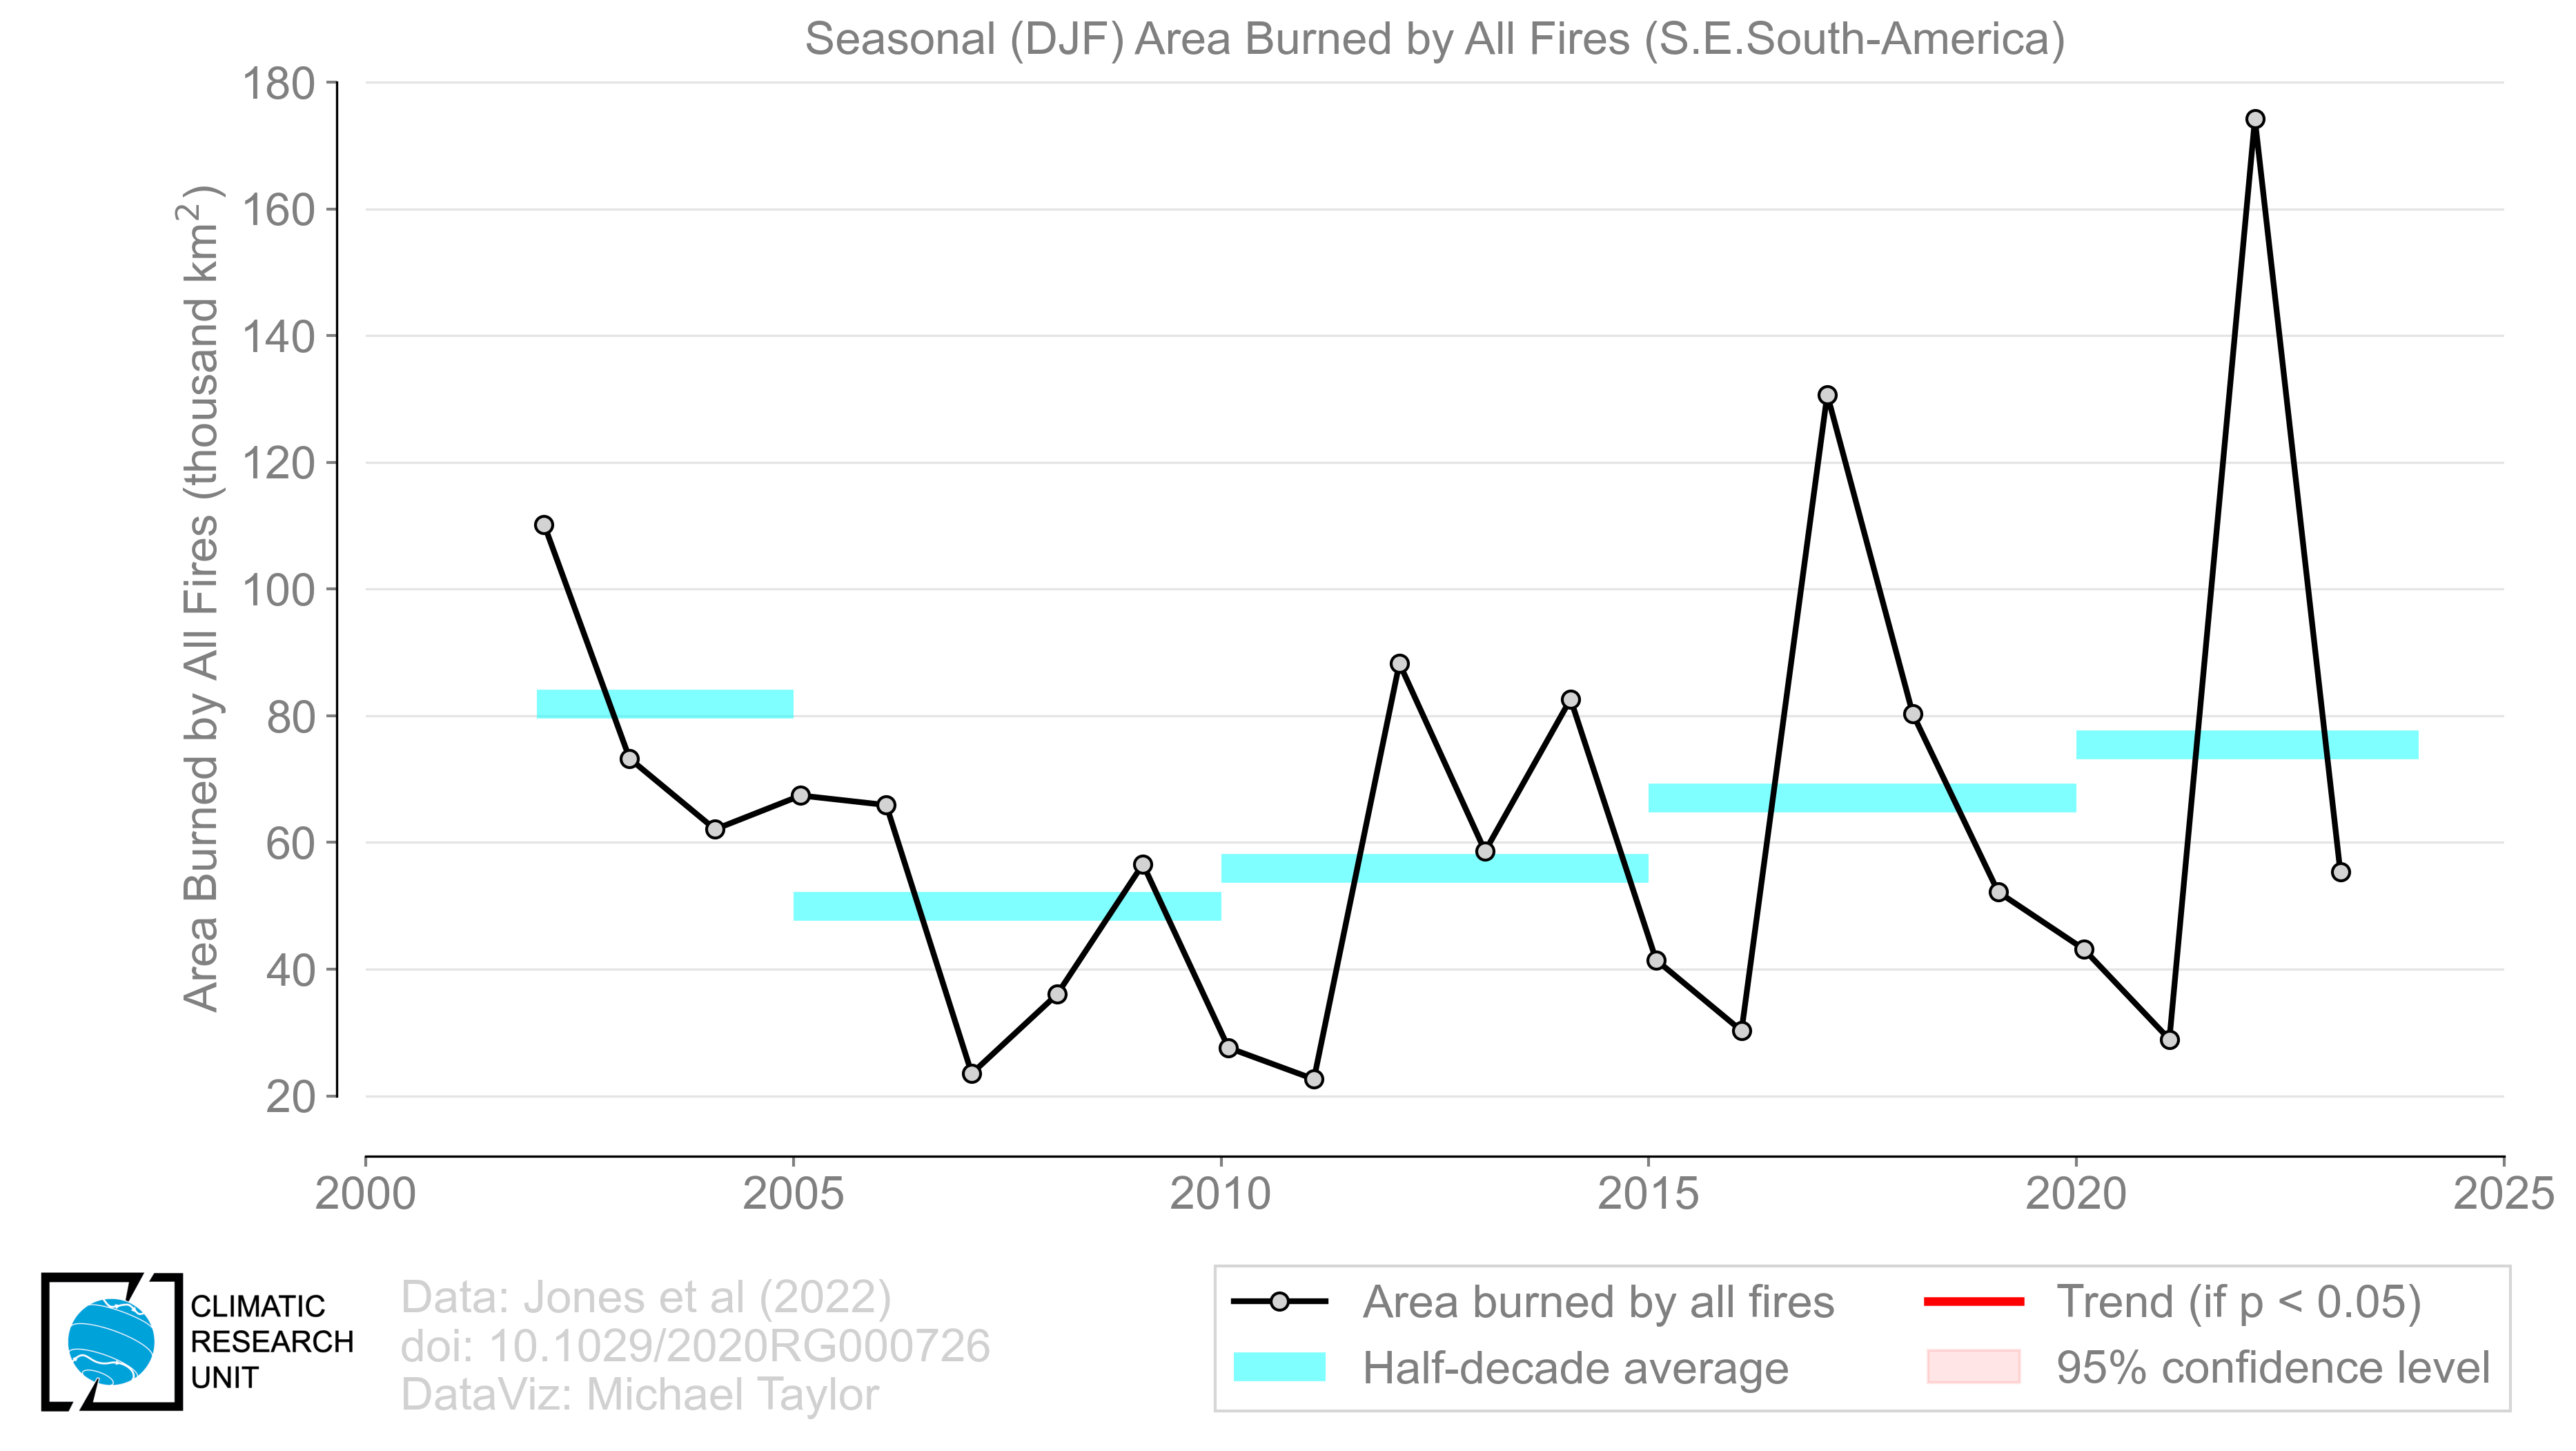 Seasonal (DJF) Area Burned by All Fires (S.E.South-America)
Area Burned by All Fires (thousand km²)
180
160
140
120
100
80
60
40
20
2000
2005
2010
2015
2020
2025
CLIMATIC
RESEARCH
UNIT
Data: Jones et al (2022)
doi: 10.1029/2020RG000726
DataViz: Michael Taylor
Area burned by all fires
Half-decade average
Trend (if p < 0.05)
95% confidence level